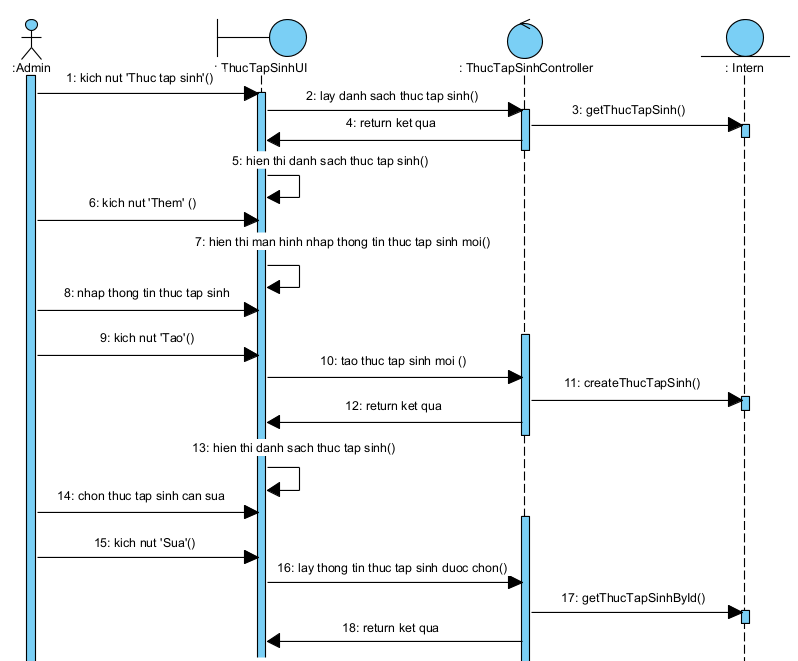 :Admin
: ThucTapSinhUI
: ThucTapSinhController
: Intern
1: kich nut 'Thuc tap sinh'()
2: lay danh sach thuc tap sinh()
3: getThucTapSinh()
4: return ket qua
5: hien thi danh sach thuc tap sinh()
6: kich nut 'Them' ()
7: hien thi man hinh nhap thong tin thuc tap sinh moi()
8: nhap thong tin thuc tap sinh
9: kich nut 'Tao'()
10: tao thuc tap sinh moi ()
11: createThucTapSinh()
12: return ket qua
13: hien thi danh sach thuc tap sinh()
14: chon thuc tap sinh can sua
15: kich nut 'Sua'()
16: lay thong tin thuc tap sinh duoc chon()
17: getThucTapSinhById()
18: return ket qua